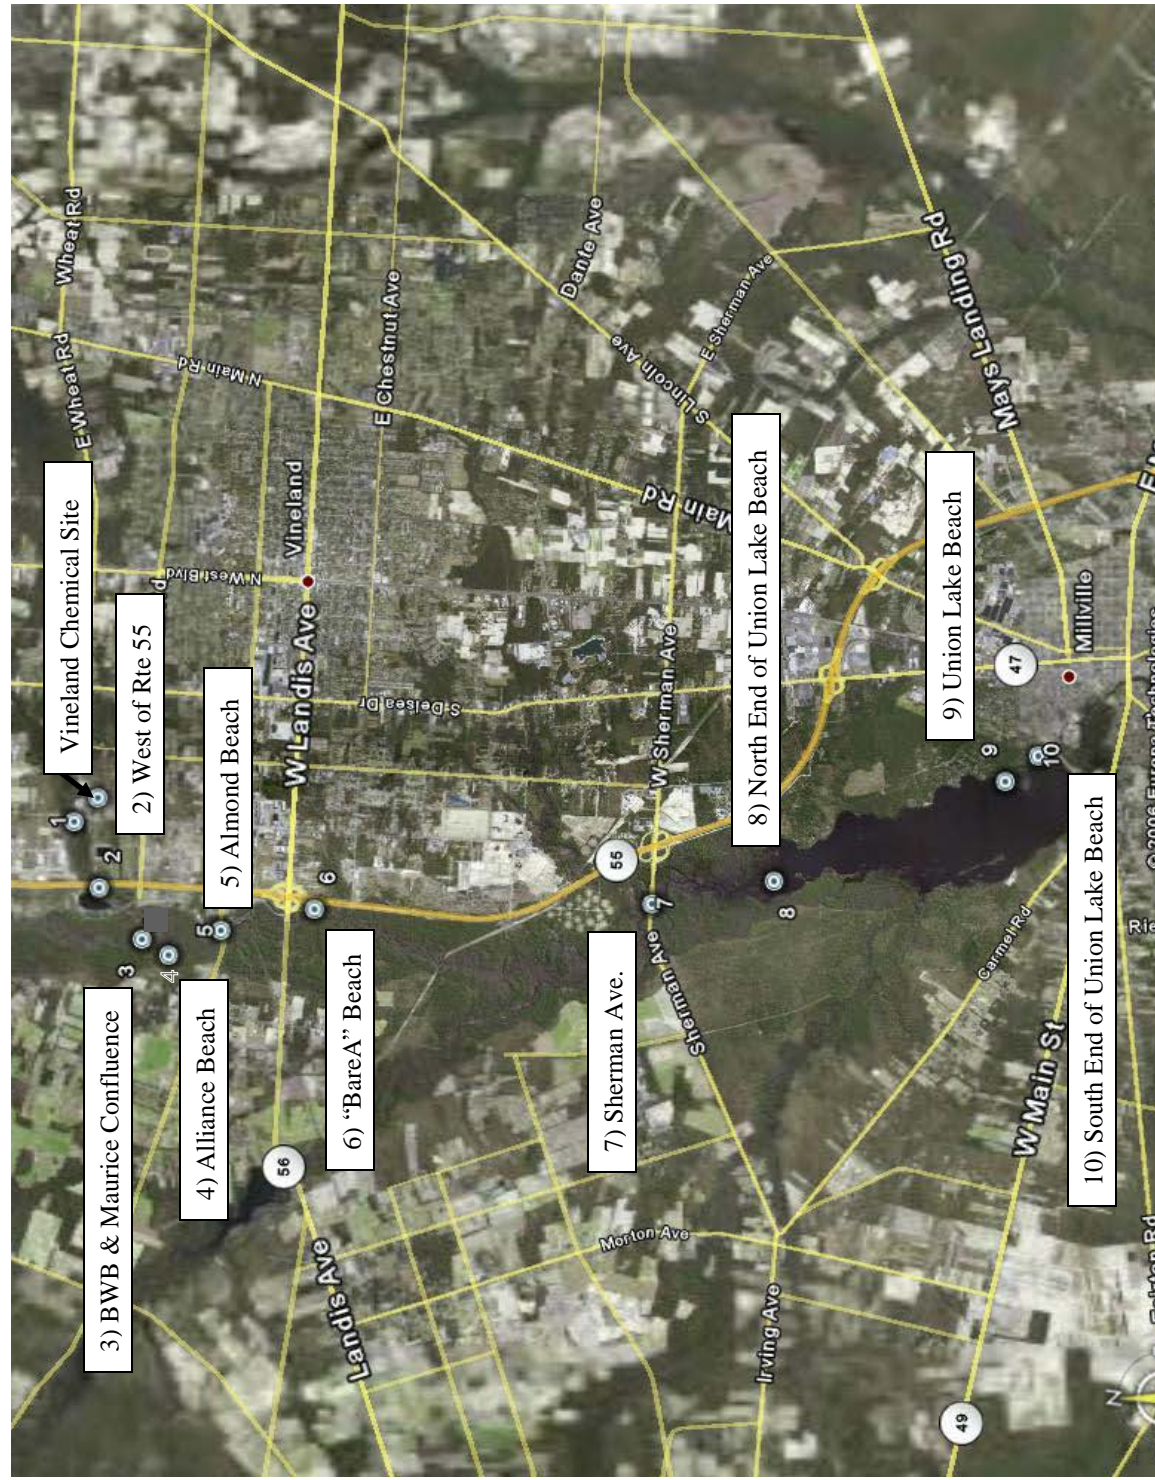 Vineland Chemical Site
1
2
2) West of Rte 55
3
3) BWB & Maurice Confluence
4
4) Alliance Beach
5
5) Almond Beach
6
6) “BareA” Beach
7
7) Sherman Ave.
8
8) North End of Union Lake Beach
9
9) Union Lake Beach
10
10) South End of Union Lake Beach
Wheat Rd
E Wheat Rd
N Main Rd
N West Blvd
Vineland
E Chestnut Ave
W Landis Ave
S Delsea Dr
56
Landis Ave
Dante Ave
E Sherman Ave
S Lincoln Ave
Main Rd
W Sherman Ave
55
Sherman Ave
Morton Ave
Irving Ave
Mays Landing Rd
47
Millville
Carmel Rd
W Main St
49
N